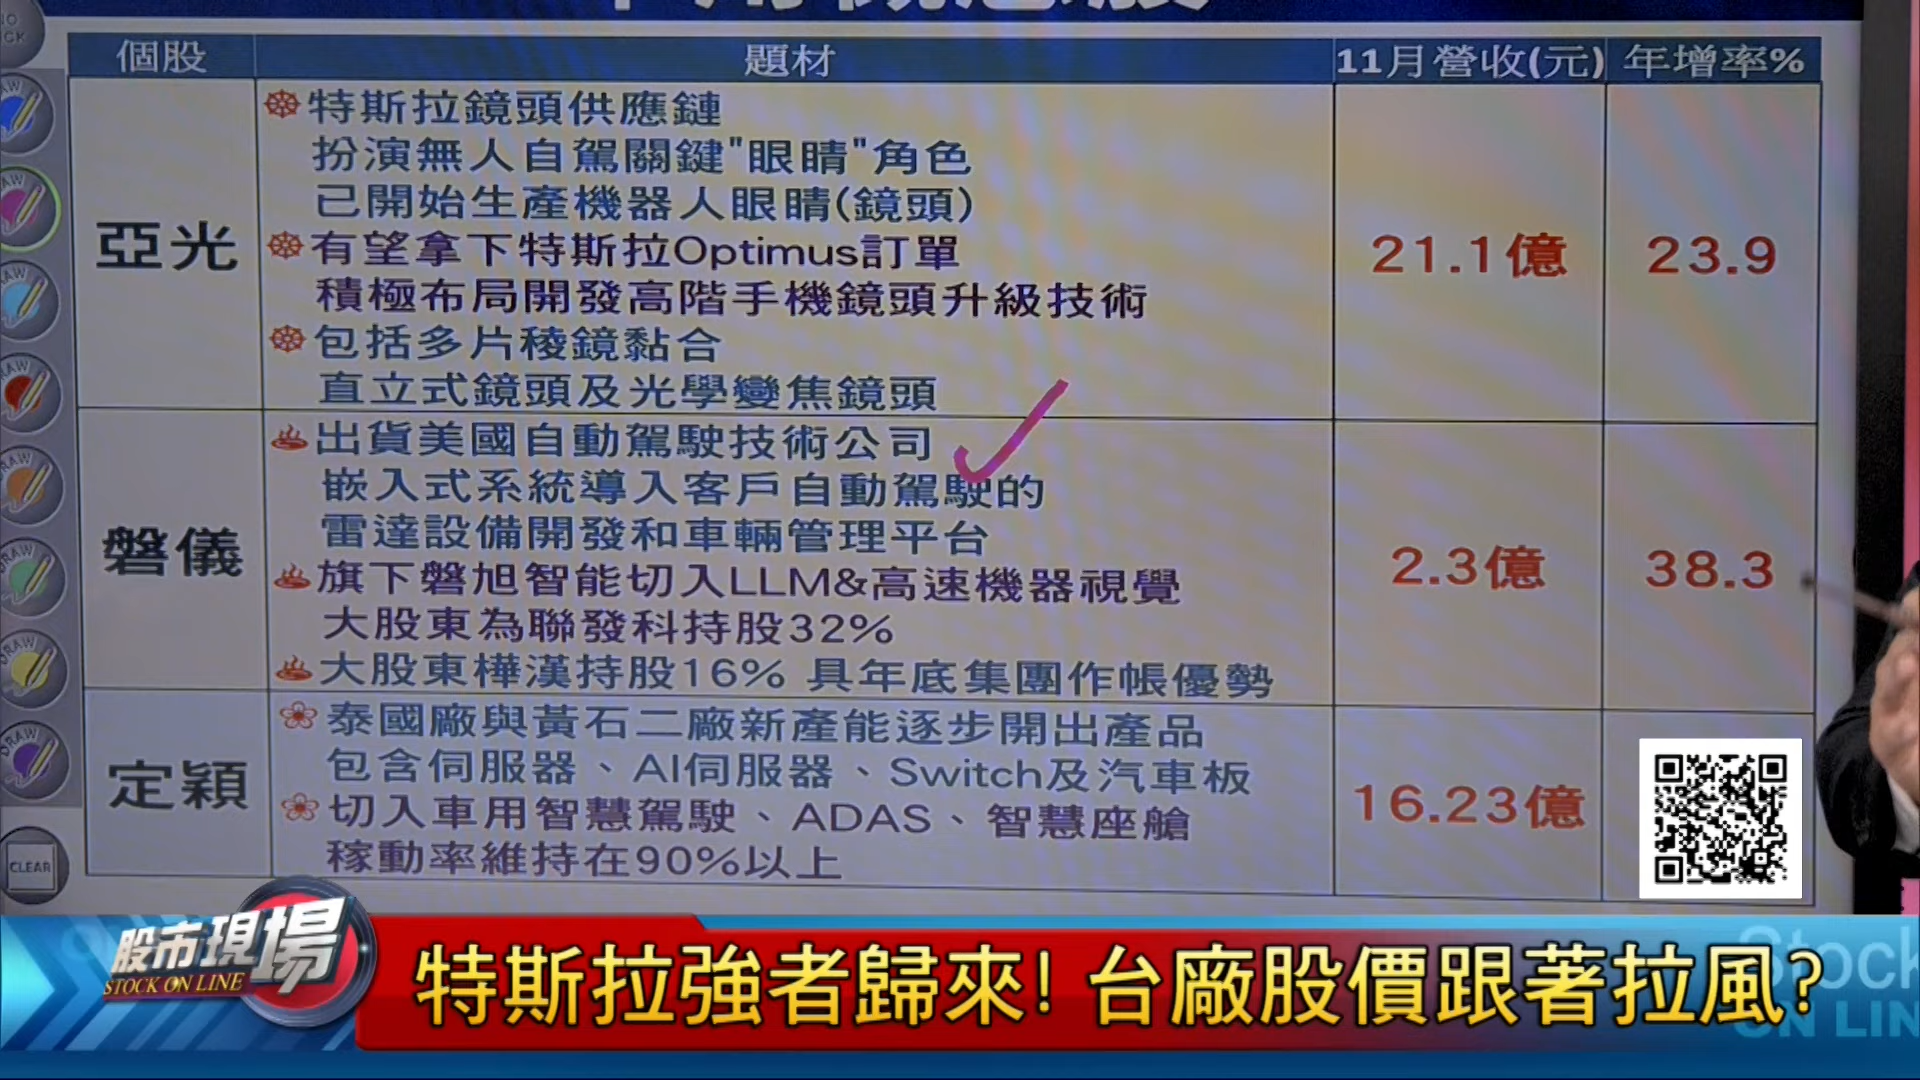 個股 題材 11月營收(元) 年增率%
亞光
特斯拉鏡頭供應鏈
扮演無人自駕關鍵"眼睛"角色
已開始生產機器人眼睛(鏡頭)
有望拿下特斯拉Optimus訂單
積極布局開發高階手機鏡頭升級技術
包括多片稜鏡黏合
直立式鏡頭及光學變焦鏡頭
21.1億 23.9
磐儀
出貨美國自動駕駛技術公司
嵌入式系統導入客戶自動駕駛的
雷達設備開發和車輛管理平台
旗下磐旭智能切入LLM&高速機器視覺
大股東為聯發科持股32%
大股東樺漢持股16% 具年底集團作帳優勢
2.3億 38.3
定穎
泰國廠與黃石二廠新產能逐步開出產品
包含伺服器、AI伺服器、Switch及汽車板
切入車用智慧駕駛、ADAS、智慧座艙
稼動率維持在90%以上
16.23億
DRAW
DRAW
DRAW
DRAW
DRAW
CLEAR
股市現場
STOCK ON LINE
特斯拉強者歸來! 台廠股價跟著拉風?
Stock
ON LIN